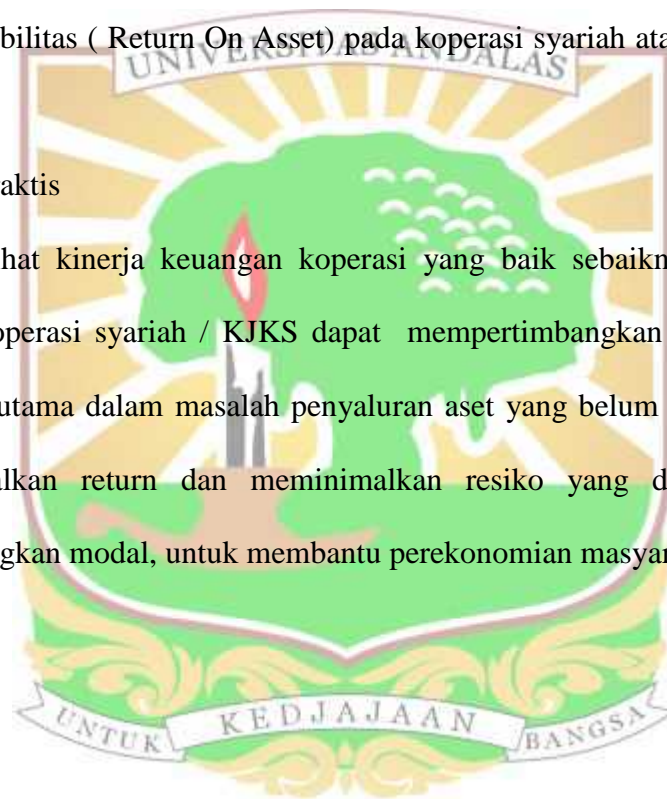 bilitas ( Return On Asset) pada koperasi syariah ata
UNIVERSITAS ANDALAS
raktis
hat kinerja keuangan koperasi yang baik sebaikn
operasi syariah / KJKS dapat mempertimbangkan
utama dalam masalah penyaluran aset yang belum
alkan return dan meminimalkan resiko yang d
gkan modal, untuk membantu perekonomian masyar
UNTUK KEDJAJAAN BANGSA